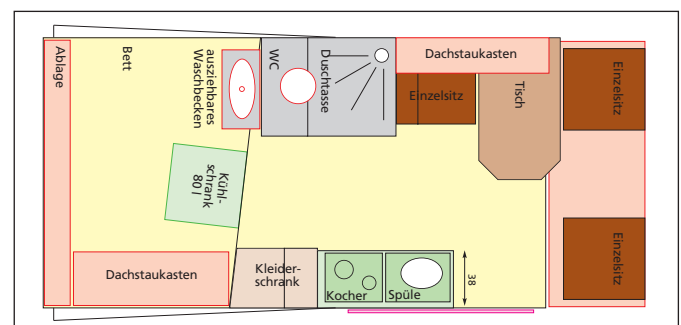 Ablage
Bett
ausziehbares
Waschbecken
WC
Duschtasse
Dachstaukasten
Einzelsitz
Tisch
Einzelsitz
Kühl-
schrank
80 l
Dachstaukasten
Kleider-
schrank
Kocher
Spüle
38
Einzelsitz